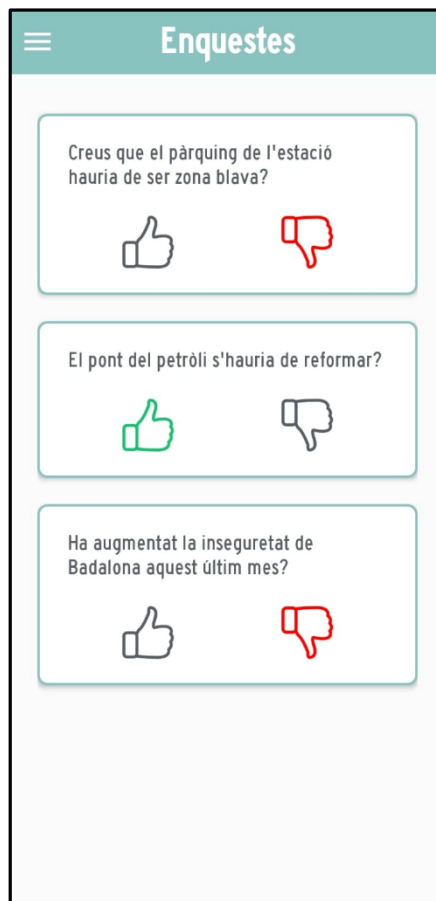 Enquestes
Creus que el pàrquing de l'estació
hauria de ser zona blava?
El pont del petròli s'hauria de reformar?
Ha augmentat la inseguretat de
Badalona aquest últim mes?